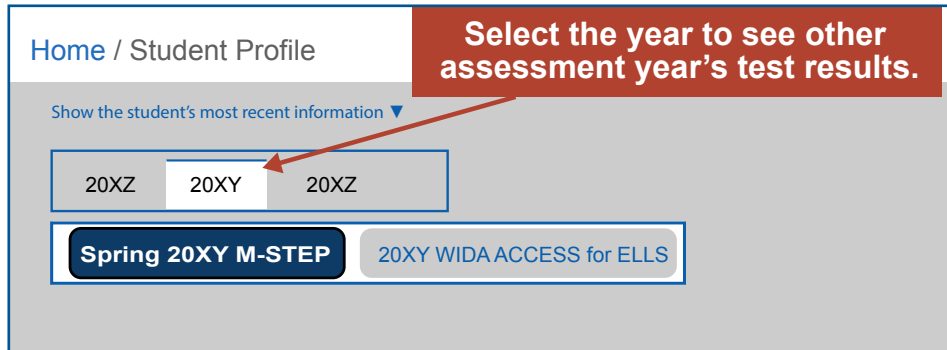 Home / Student Profile
Select the year to see other
assessment year's test results.
Show the student's most recent information ▼
20XZ 20XY 20XZ
Spring 20XY M-STEP 20XY WIDA ACCESS for ELLS